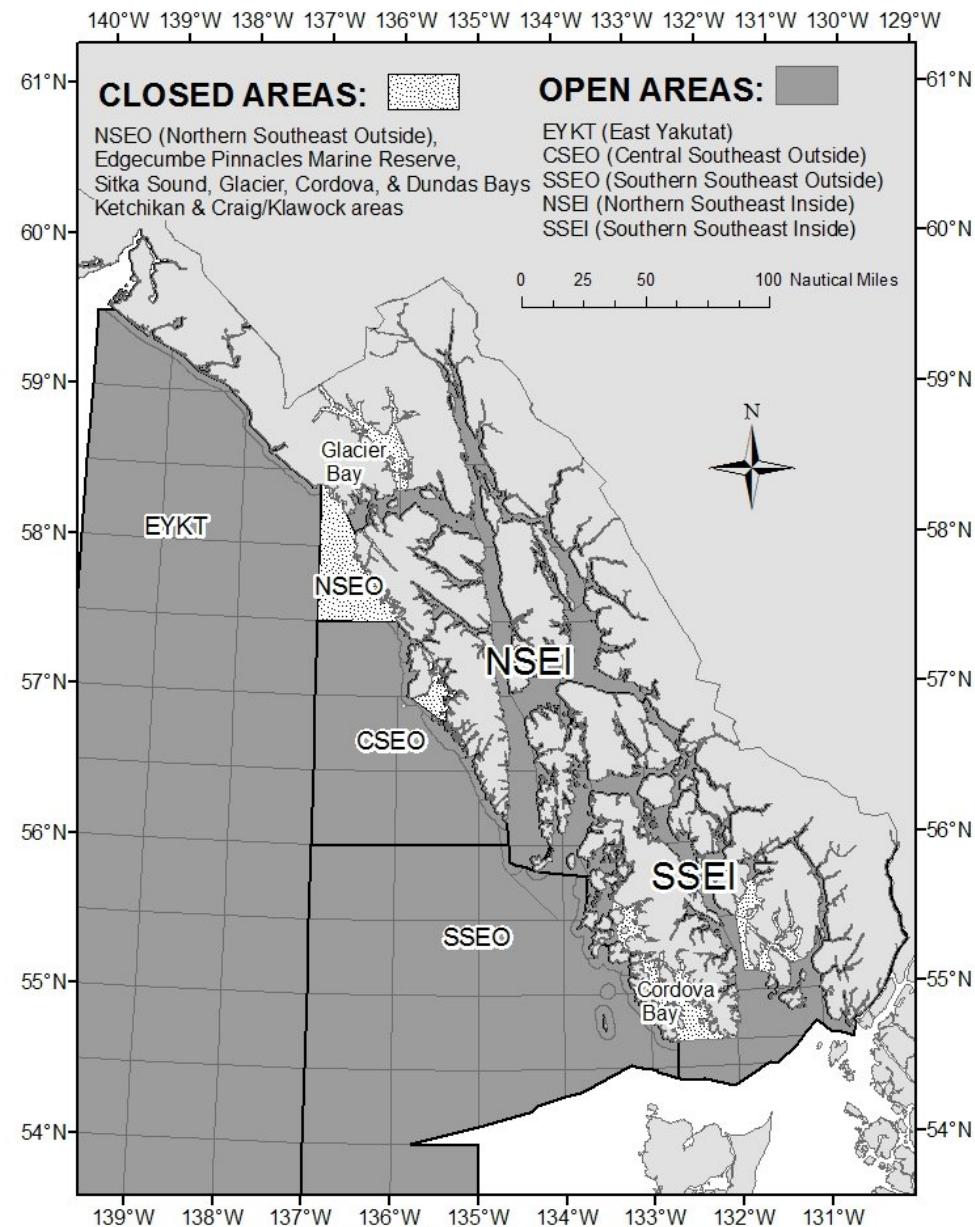 140°W 139°W 138°W 137°W 136°W 135°W 134°W 133°W 132°W 131°W 130°W 129°W
61°N
61°N
CLOSED AREAS:
OPEN AREAS:
NSEO (Northern Southeast Outside),
Edgecumbe Pinnacles Marine Reserve,
Sitka Sound, Glacier, Cordova, & Dundas Bays
Ketchikan & Craig/Klawock areas
EYKT (East Yakutat)
CSEO (Central Southeast Outside)
SSEO (Southern Southeast Outside)
NSEI (Northern Southeast Inside)
SSEI (Southern Southeast Inside)
60°N
60°N
0 25 50 100 Nautical Miles
59°N
59°N
N
Glacier
Bay
58°N
58°N
EYKT
NSEO
NSEI
57°N
57°N
CSEO
56°N
56°N
SSEI
SSEO
55°N
55°N
Cordova
Bay
54°N
54°N
139°W 138°W 137°W 136°W 135°W 134°W 133°W 132°W 131°W 130°W